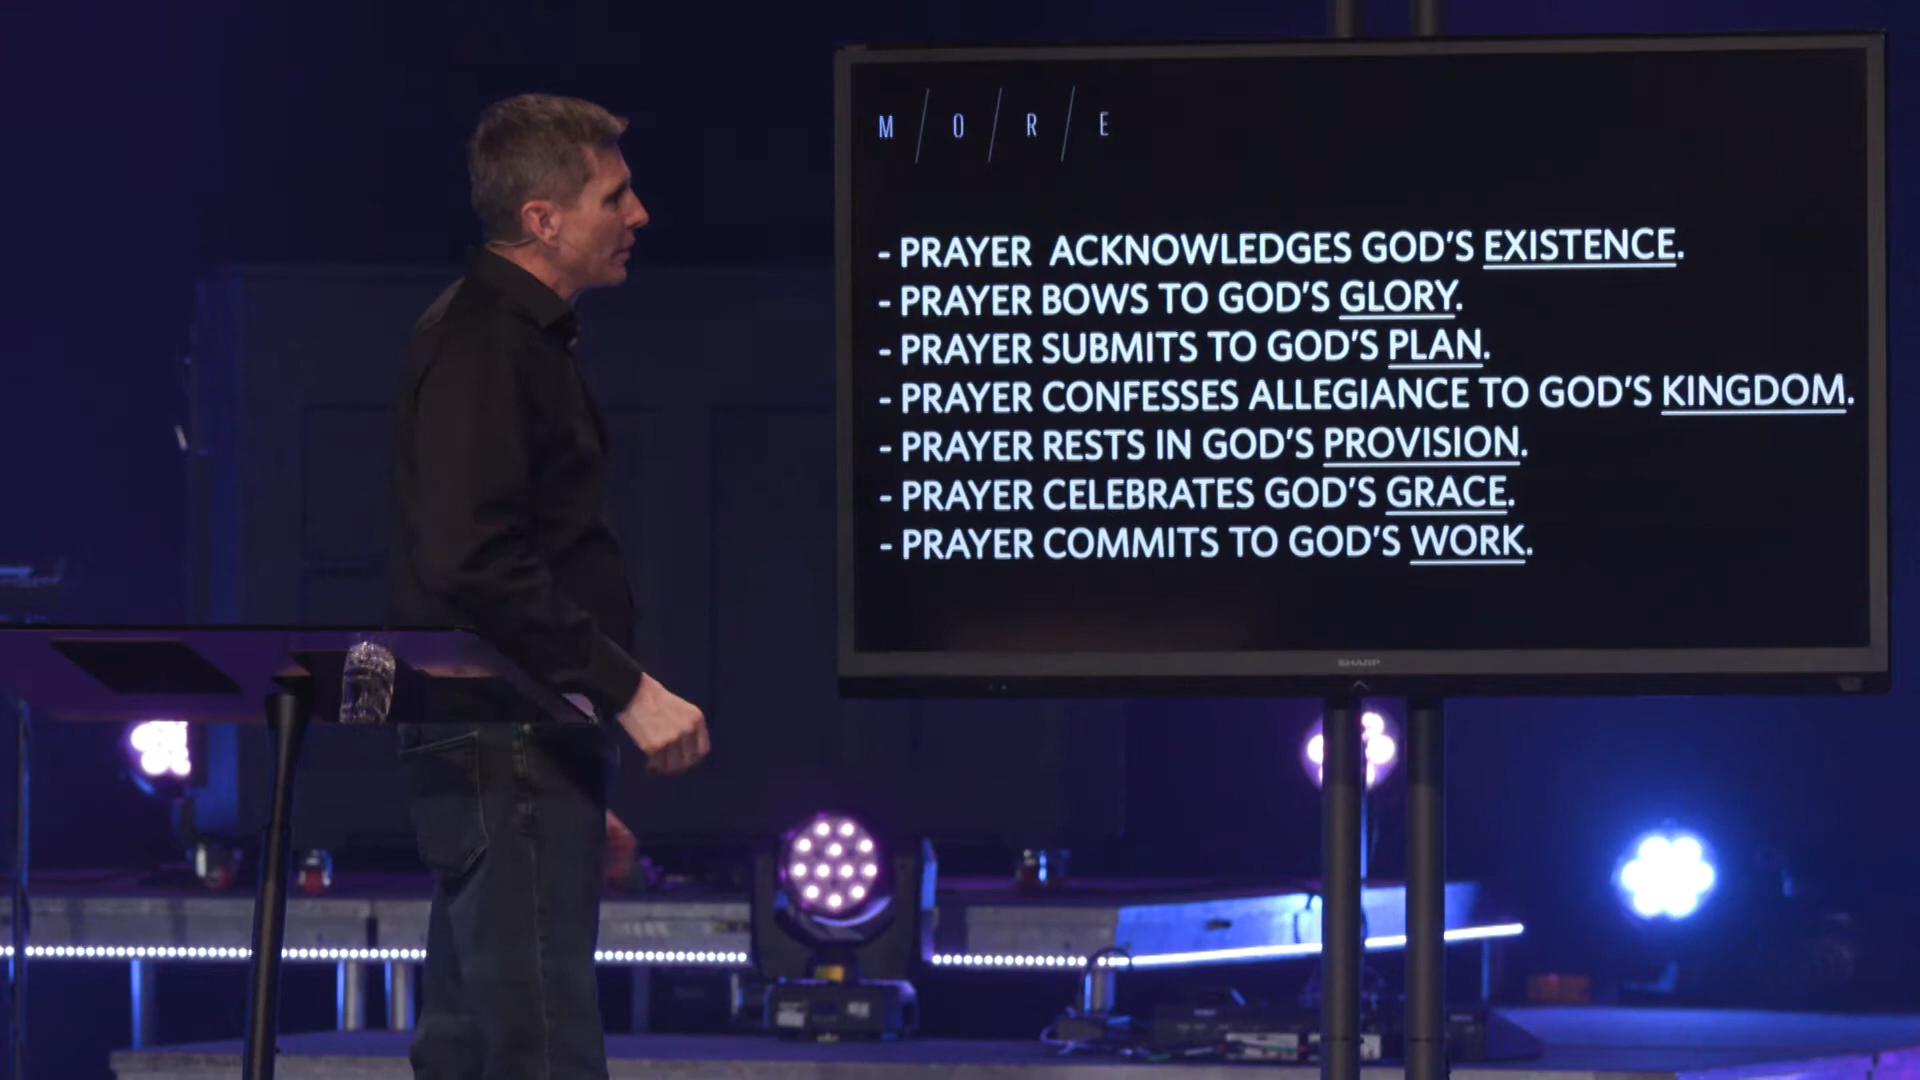 M / O / R / E
- PRAYER ACKNOWLEDGES GOD'S EXISTENCE.
- PRAYER BOWS TO GOD'S GLORY.
- PRAYER SUBMITS TO GOD'S PLAN.
- PRAYER CONFESSES ALLEGIANCE TO GOD'S KINGDOM.
- PRAYER RESTS IN GOD'S PROVISION.
- PRAYER CELEBRATES GOD'S GRACE.
- PRAYER COMMITS TO GOD'S WORK.
SHARP